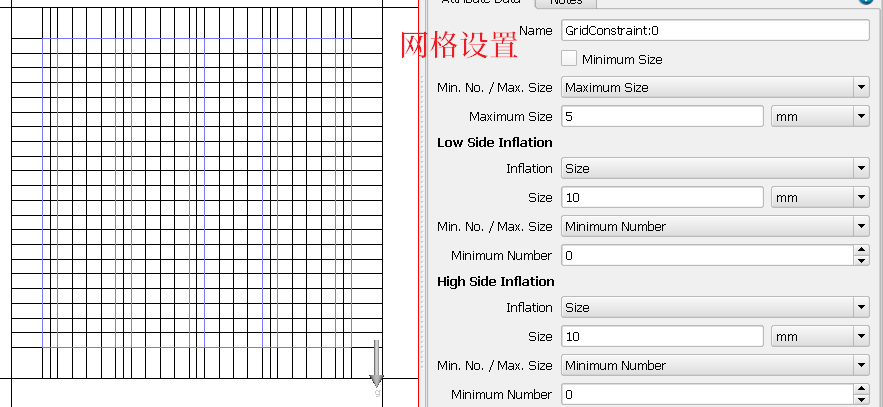 Attribute Data Notes
网格设置
Name GridConstraint:0
Minimum Size
Min. No. / Max. Size Maximum Size
Maximum Size 5 mm
Low Side Inflation
Inflation Size
Size 10 mm
Min. No. / Max. Size Minimum Number
Minimum Number 0
High Side Inflation
Inflation Size
Size 10 mm
Min. No. / Max. Size Minimum Number
Minimum Number 0
g